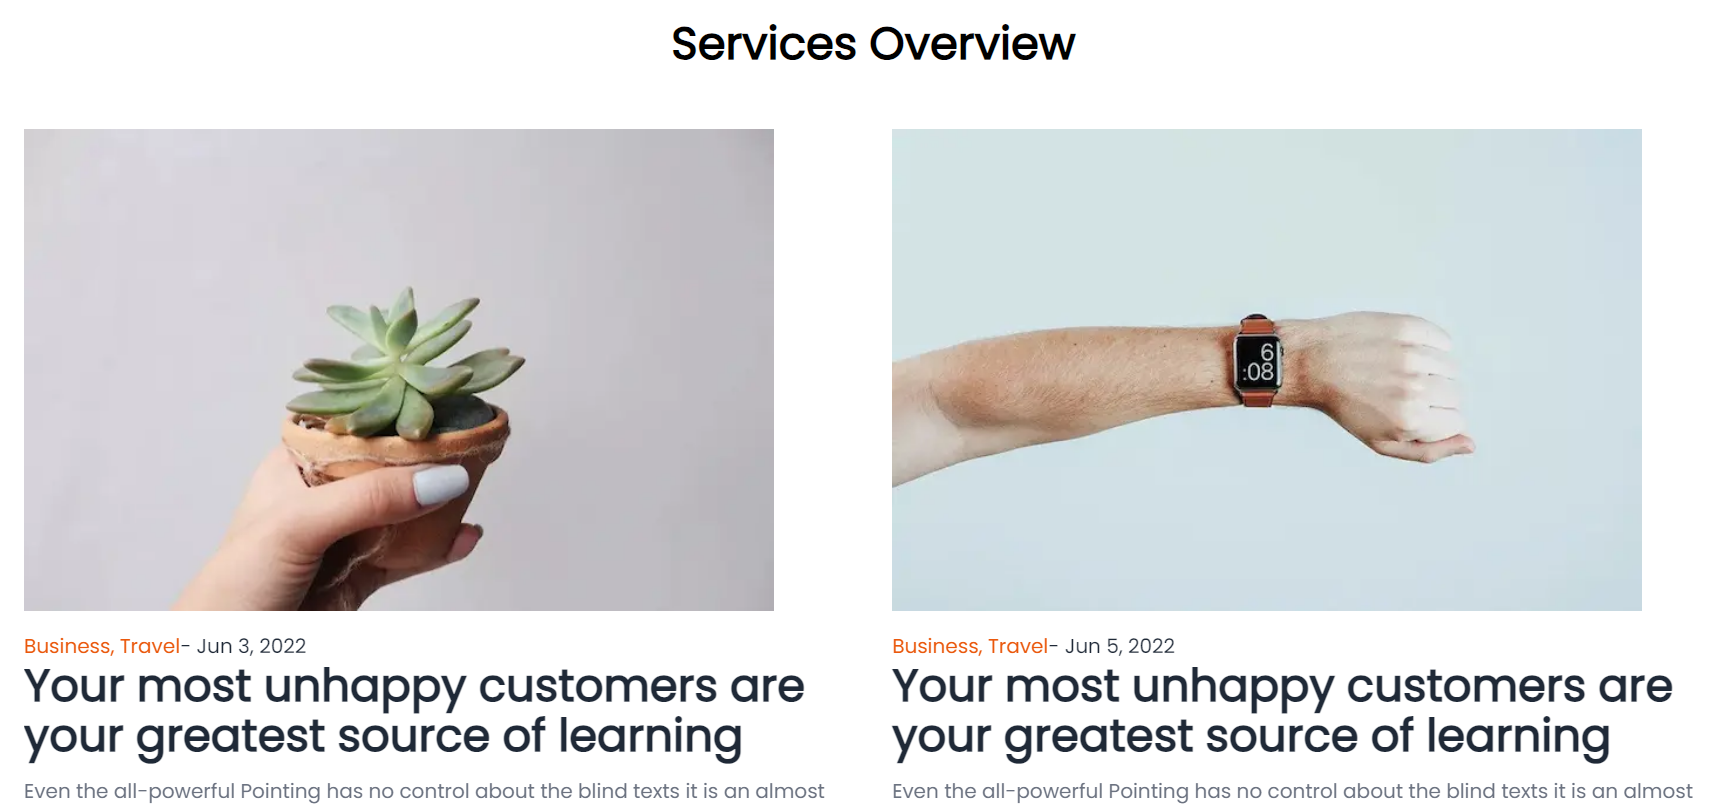 Services Overview
6
:08
Business, Travel- Jun 3, 2022
Your most unhappy customers are
your greatest source of learning
Even the all-powerful Pointing has no control about the blind texts it is an almost
Business, Travel- Jun 5, 2022
Your most unhappy customers are
your greatest source of learning
Even the all-powerful Pointing has no control about the blind texts it is an almost